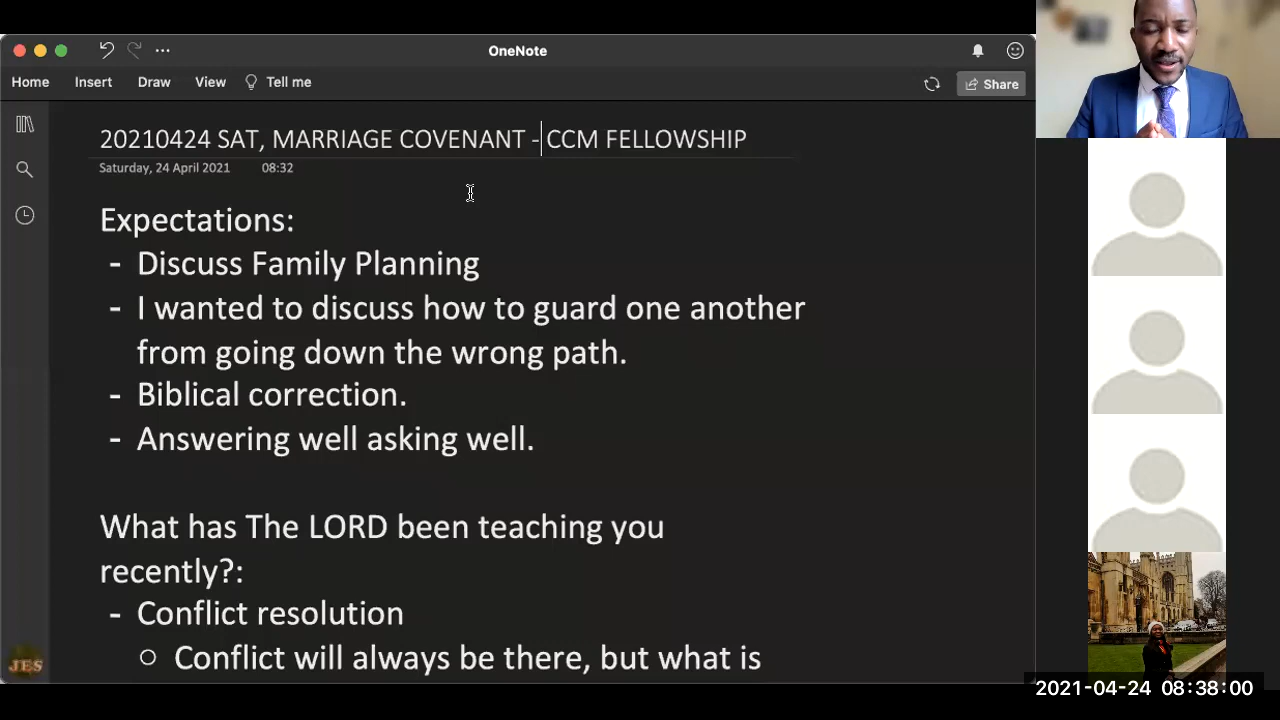 OneNote
Home Insert Draw View Tell me Share
20210424 SAT, MARRIAGE COVENANT - CCM FELLOWSHIP
Saturday, 24 April 2021 08:32
Expectations:
- Discuss Family Planning
- I wanted to discuss how to guard one another
from going down the wrong path.
- Biblical correction.
- Answering well asking well.
What has The LORD been teaching you
recently?:
- Conflict resolution
○ Conflict will always be there, but what is
JES
2021-04-24 08:38:00